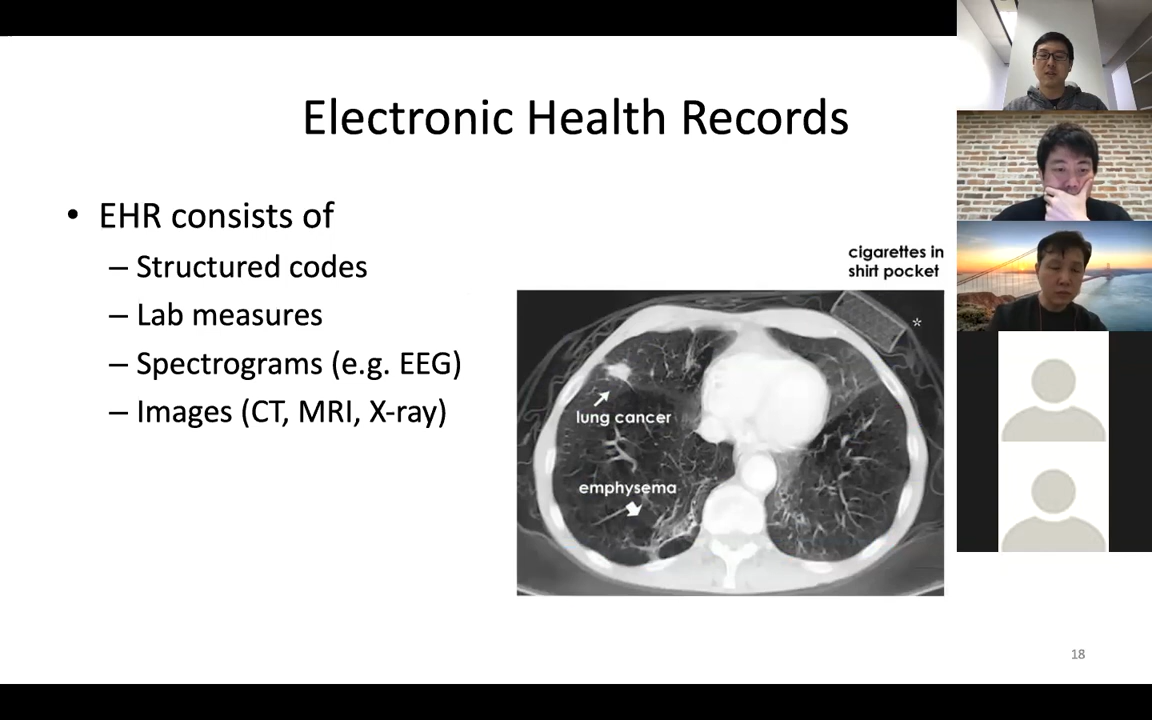 Electronic Health Records
• EHR consists of
– Structured codes
– Lab measures
– Spectrograms (e.g. EEG)
– Images (CT, MRI, X-ray)
cigarettes in
shirt pocket
*
lung cancer
emphysema
18